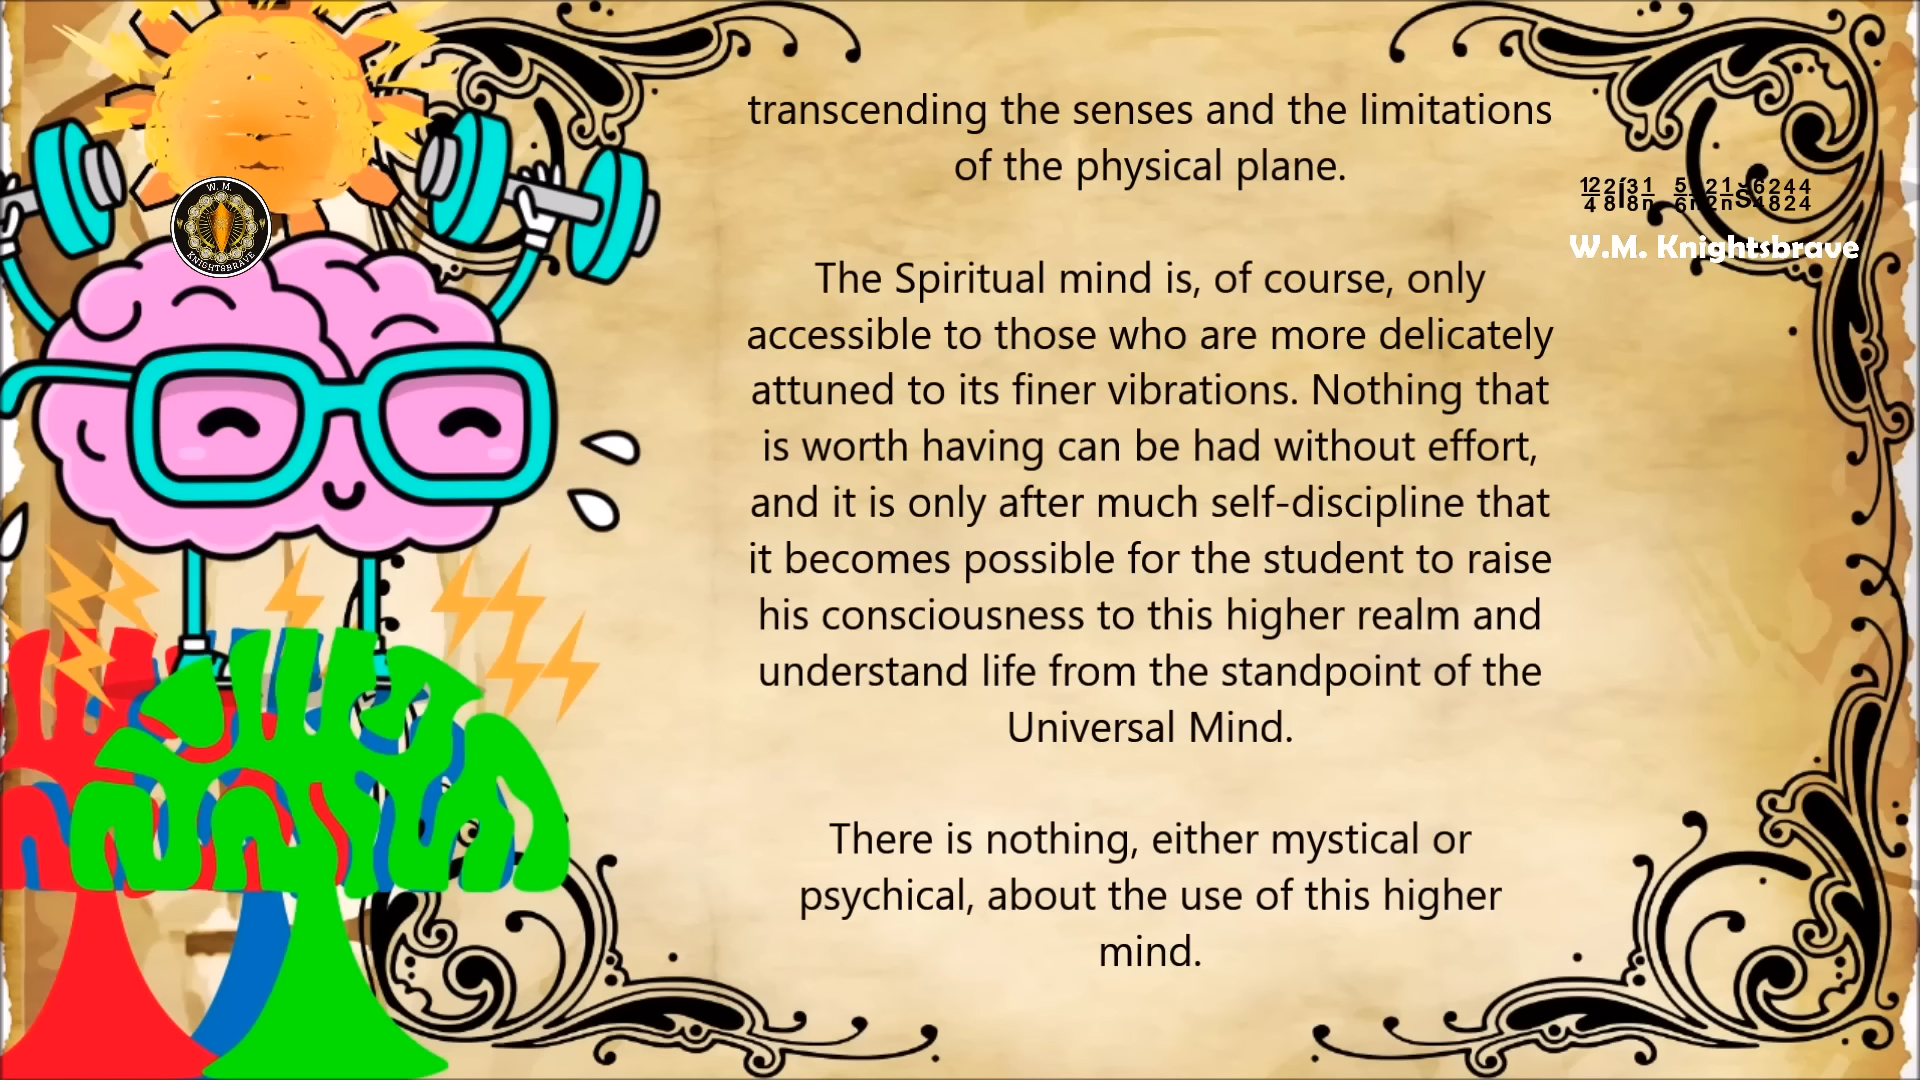 transcending the senses and the limitations
of the physical plane.
The Spiritual mind is, of course, only
accessible to those who are more delicately
attuned to its finer vibrations. Nothing that
is worth having can be had without effort,
and it is only after much self-discipline that
it becomes possible for the student to raise
his consciousness to this higher realm and
understand life from the standpoint of the
Universal Mind.
There is nothing, either mystical or
psychical, about the use of this higher
mind.
W.M. Knightsbrave
W. M.
KNIGHTSBRAVE